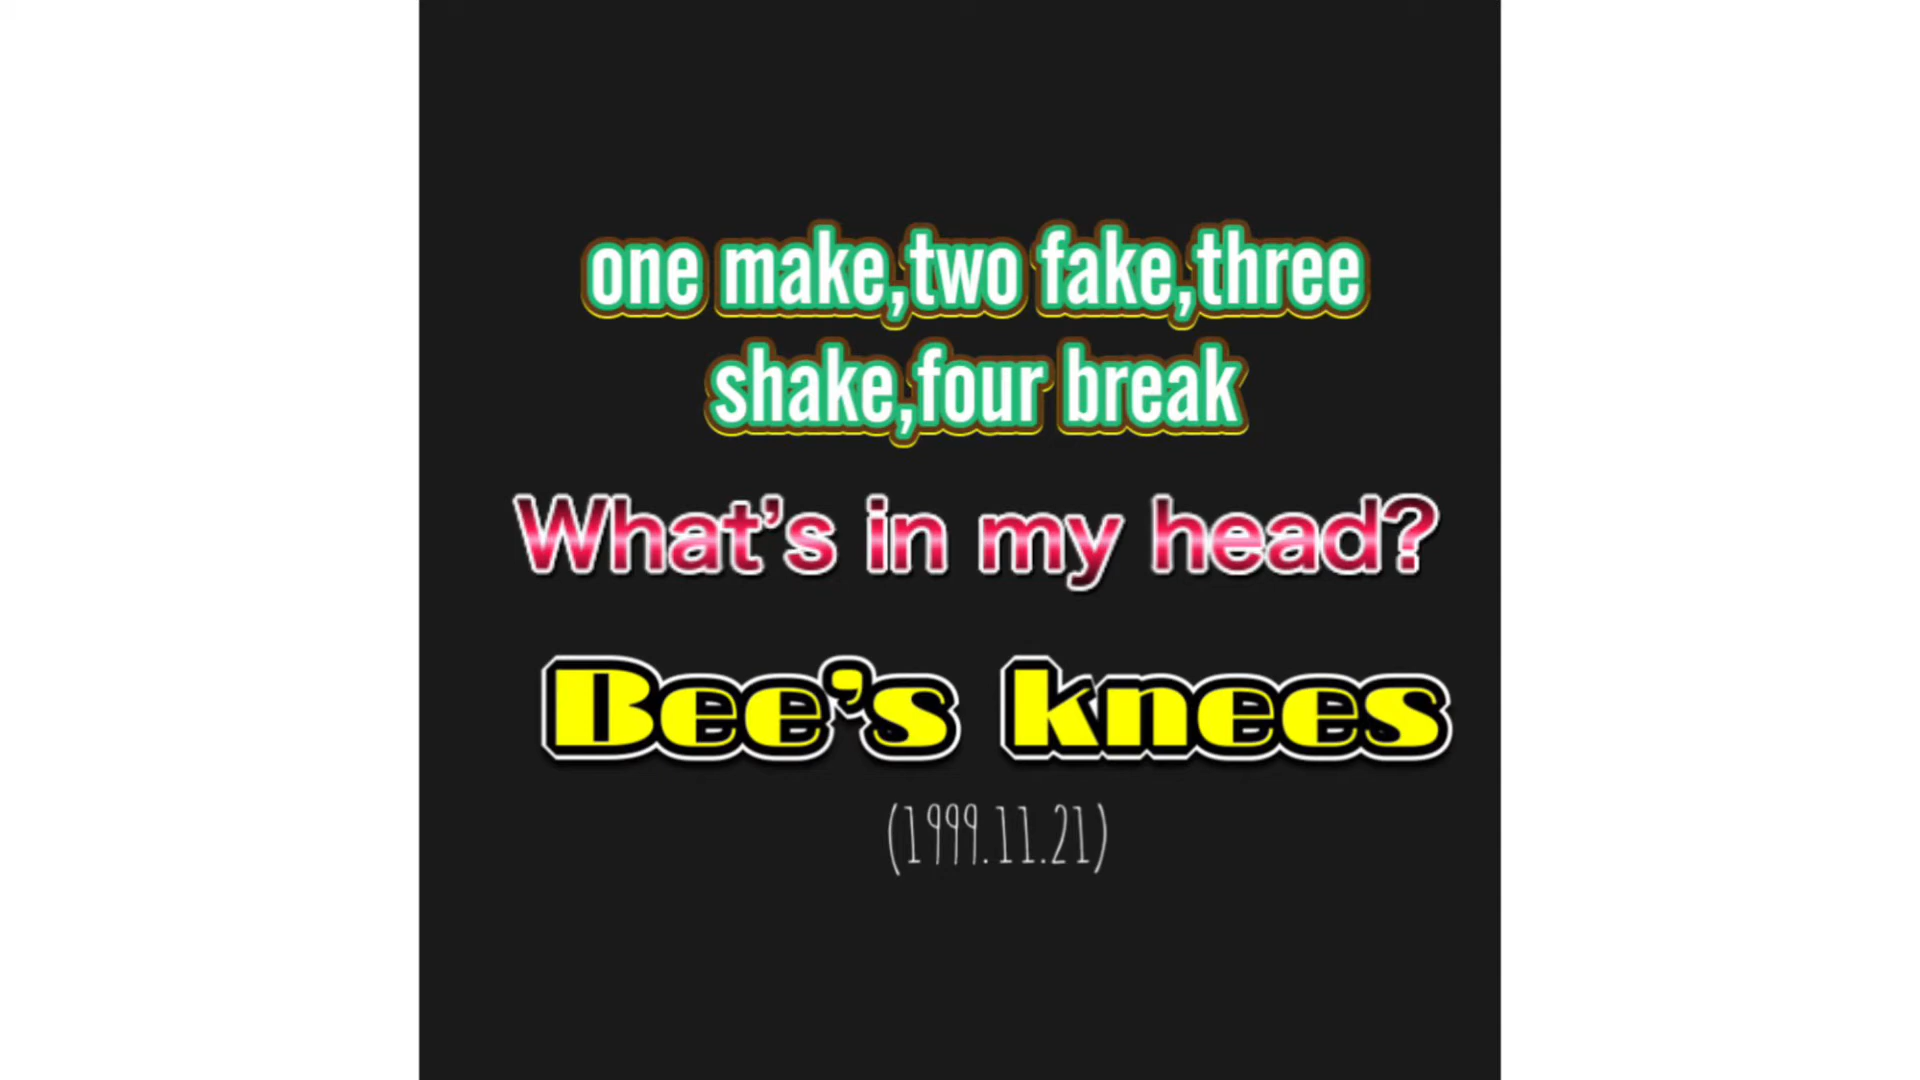 one make,two fake,three
shake,four break
What's in my head?
Bee's knees
(1999.11.21)